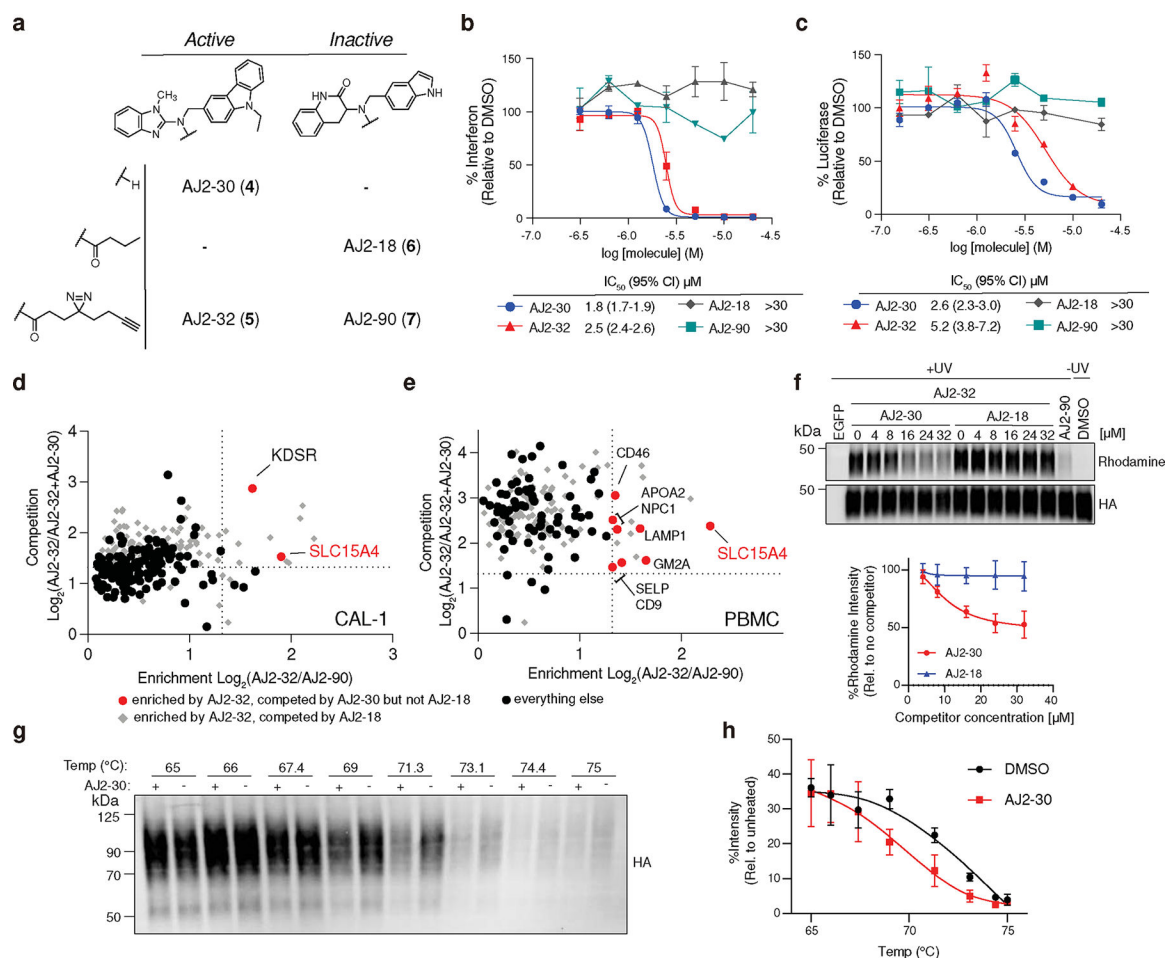 a
Active Inactive
CH₃
N
N
N
N
O
HN
N
NH
H
AJ2-30 (4) -
O
- AJ2-18 (6)
N=N
O
AJ2-32 (5) AJ2-90 (7)
b
% Interferon
(Relative to DMSO)
150
100
50
0
-7.0 -6.5 -6.0 -5.5 -5.0 -4.5
log [molecule] (M)
IC₅₀ (95% CI) µM
AJ2-30 1.8 (1.7-1.9) AJ2-18 >30
AJ2-32 2.5 (2.4-2.6) AJ2-90 >30
c
% Luciferase
(Relative to DMSO)
150
100
50
0
-7.0 -6.5 -6.0 -5.5 -5.0 -4.5
log [molecule] (M)
IC₅₀ (95% CI) µM
AJ2-30 2.6 (2.3-3.0) AJ2-18 >30
AJ2-32 5.2 (3.8-7.2) AJ2-90 >30
d
Competition
Log₂(AJ2-32/AJ2-32+AJ2-30)
4
3
2
1
0
KDSR
SLC15A4
CAL-1
0 1 2 3
Enrichment Log₂(AJ2-32/AJ2-90)
e
Competition
Log₂(AJ2-32/AJ2-32+AJ2-30)
5
4
3
2
1
0
CD46
APOA2
NPC1
LAMP1
SLC15A4
GM2A
SELP
CD9
PBMC
0 1 2
Enrichment Log₂(AJ2-32/AJ2-90)
enriched by AJ2-32, competed by AJ2-30 but not AJ2-18
everything else
enriched by AJ2-32, competed by AJ2-18
f
+UV -UV
AJ2-32
EGFP AJ2-30 AJ2-18 AJ2-90 DMSO
kDa 0 4 8 16 24 32 0 4 8 16 24 32 [µM]
50 Rhodamine
50 HA
%Rhodamine Intensity
(Rel. to no competitor)
100
50
0
AJ2-30
AJ2-18
0 10 20 30 40
Competitor concentration [µM]
g
Temp (°C): 65 66 67.4 69 71.3 73.1 74.4 75
AJ2-30: + - + - + - + - + - + - + - + -
kDa
125
90
70
50
HA
h
%Intensity
(Rel. to unheated)
50
40
30
20
10
0
DMSO
AJ2-30
65 70 75
Temp (°C)